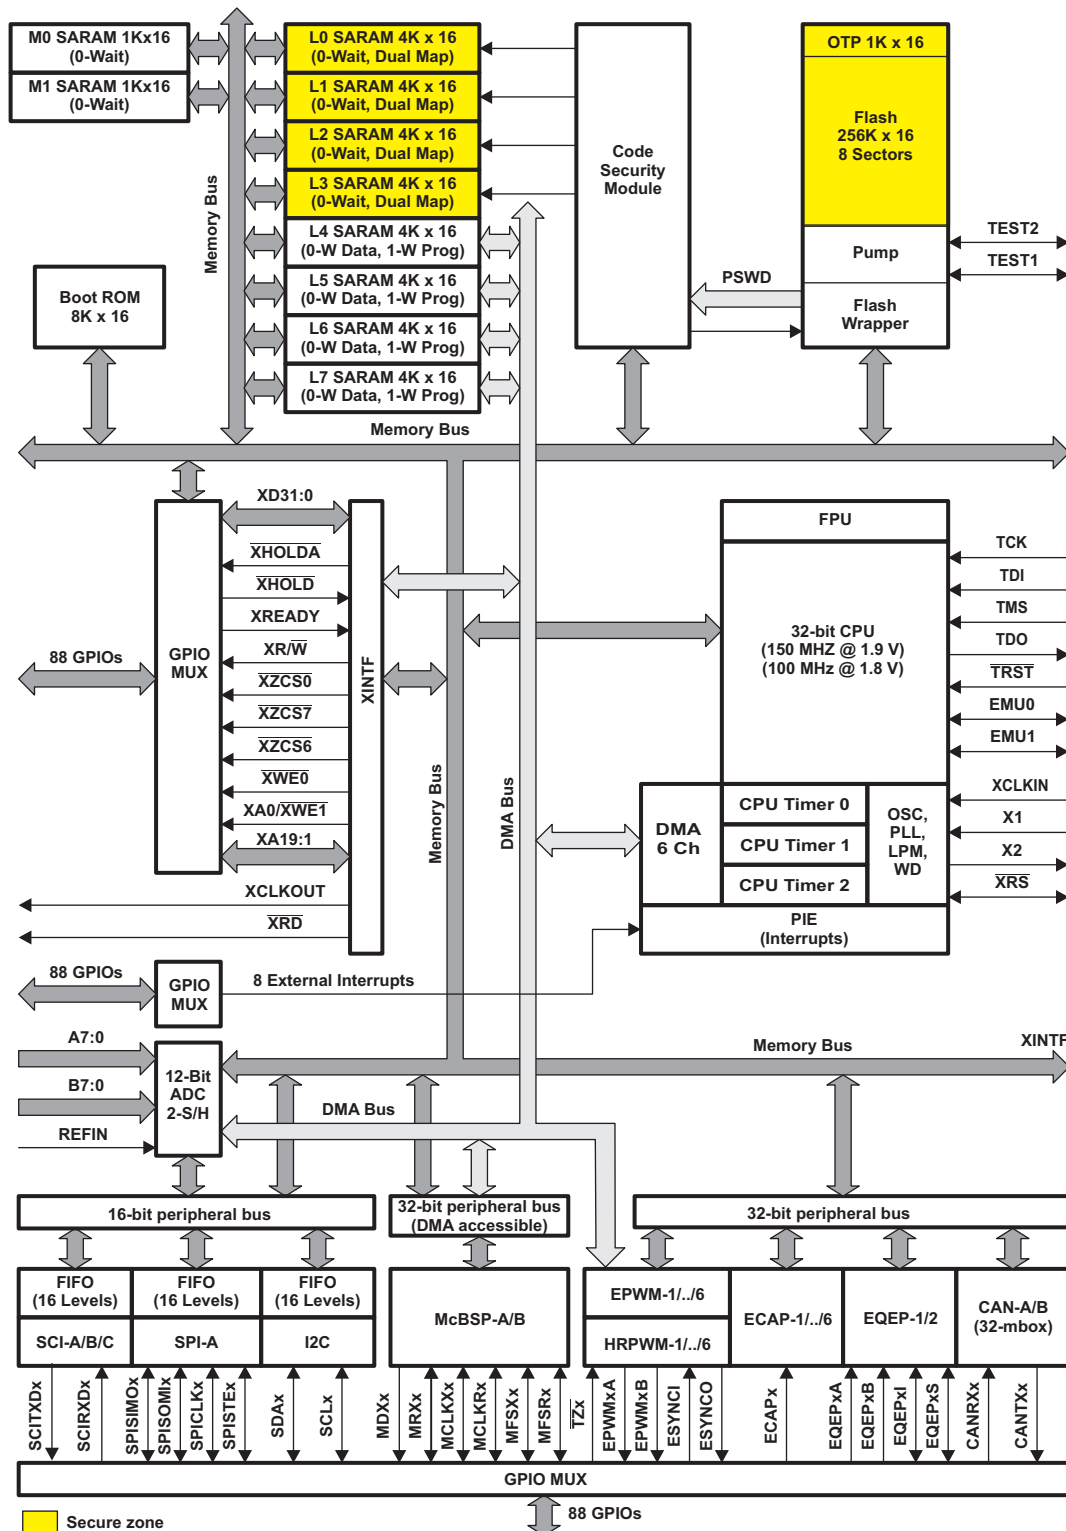 M0 SARAM 1Kx16
(0-Wait)
M1 SARAM 1Kx16
(0-Wait)
L0 SARAM 4K x 16
(0-Wait, Dual Map)
L1 SARAM 4K x 16
(0-Wait, Dual Map)
L2 SARAM 4K x 16
(0-Wait, Dual Map)
L3 SARAM 4K x 16
(0-Wait, Dual Map)
L4 SARAM 4K x 16
(0-W Data, 1-W Prog)
L5 SARAM 4K x 16
(0-W Data, 1-W Prog)
L6 SARAM 4K x 16
(0-W Data, 1-W Prog)
L7 SARAM 4K x 16
(0-W Data, 1-W Prog)
Memory Bus
Boot ROM
8K x 16
Code
Security
Module
OTP 1K x 16
Flash
256K x 16
8 Sectors
Pump
Flash
Wrapper
TEST2
TEST1
PSWD
Memory Bus
XD31:0
XHOLDA
XHOLD
XREADY
XR/W
XZCS0
XZCS7
XZCS6
XWE0
XA0/XWE1
XA19:1
XCLKOUT
XRD
88 GPIOs
GPIO
MUX
XINTF
Memory Bus
DMA Bus
FPU
32-bit CPU
(150 MHZ @ 1.9 V)
(100 MHz @ 1.8 V)
TCK
TDI
TMS
TDO
TRST
EMU0
EMU1
XCLKIN
X1
X2
XRS
DMA
6 Ch
CPU Timer 0
CPU Timer 1
CPU Timer 2
OSC,
PLL,
LPM,
WD
PIE
(Interrupts)
88 GPIOs
GPIO
MUX
8 External Interrupts
A7:0
B7:0
REFIN
12-Bit
ADC
2-S/H
Memory Bus
XINTF
DMA Bus
16-bit peripheral bus
32-bit peripheral bus
(DMA accessible)
32-bit peripheral bus
FIFO
(16 Levels)
FIFO
(16 Levels)
FIFO
(16 Levels)
SCI-A/B/C
SPI-A
I2C
McBSP-A/B
EPWM-1/../6
HRPWM-1/../6
ECAP-1/../6
EQEP-1/2
CAN-A/B
(32-mbox)
SCITXDx
SCIRXDx
SPISIMOx
SPISOMIx
SPICLKx
SPISTEx
SDAx
SCLx
MDXx
MRXx
MCLKXx
MCLKRx
MFSXx
MFSRx
TZx
EPWMxA
EPWMxB
ESYNCI
ESYNCO
ECAPx
EQEPxA
EQEPxB
EQEPxI
EQEPxS
CANRXx
CANTXx
GPIO MUX
88 GPIOs
Secure zone